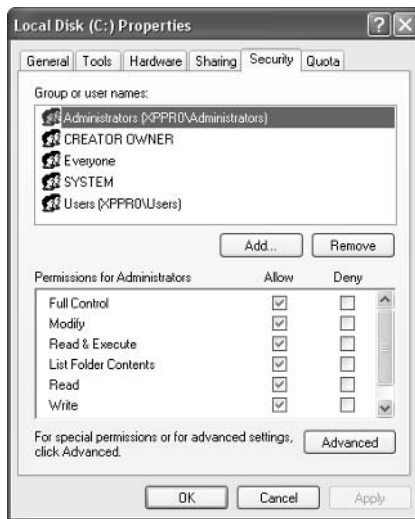 Local Disk (C:) Properties
General Tools Hardware Sharing Security Quota
Group or user names:
Administrators (XPPR0\Administrators)
CREATOR OWNER
Everyone
SYSTEM
Users (XPPR0\Users)
Add... Remove
Permissions for Administrators Allow Deny
Full Control
Modify
Read & Execute
List Folder Contents
Read
Write
For special permissions or for advanced settings,
click Advanced.
Advanced
OK Cancel Apply